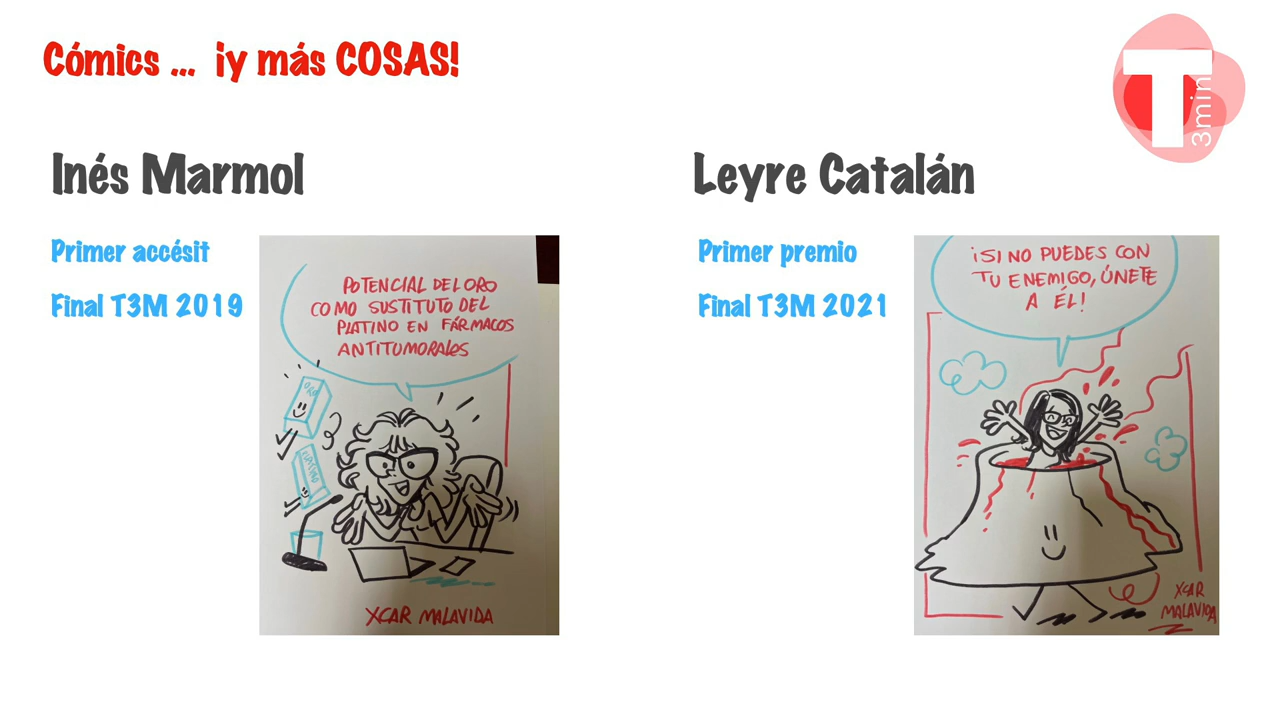 Cómics ... ¡y más COSAS!
T
3min
Inés Marmol
Primer accésit
Final T3M 2019
POTENCIAL DEL ORO
COMO SUSTITUTO DEL
PLATINO EN FÁRMACOS
ANTITUMORALES
ORO
PLATINO
XCAR MALAVIDA
Leyre Catalán
Primer premio
Final T3M 2021
¡SI NO PUEDES CON
TU ENEMIGO, ÚNETE
A ÉL!
XCAR
MALAVIDA